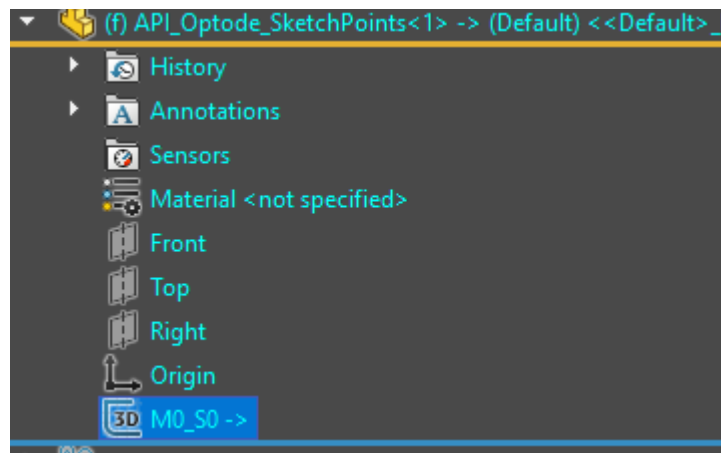 (f) API_Optode_SketchPoints<1> -> (Default) <<Default>_
History
Annotations
Sensors
Material <not specified>
Front
Top
Right
Origin
3D M0_S0 ->